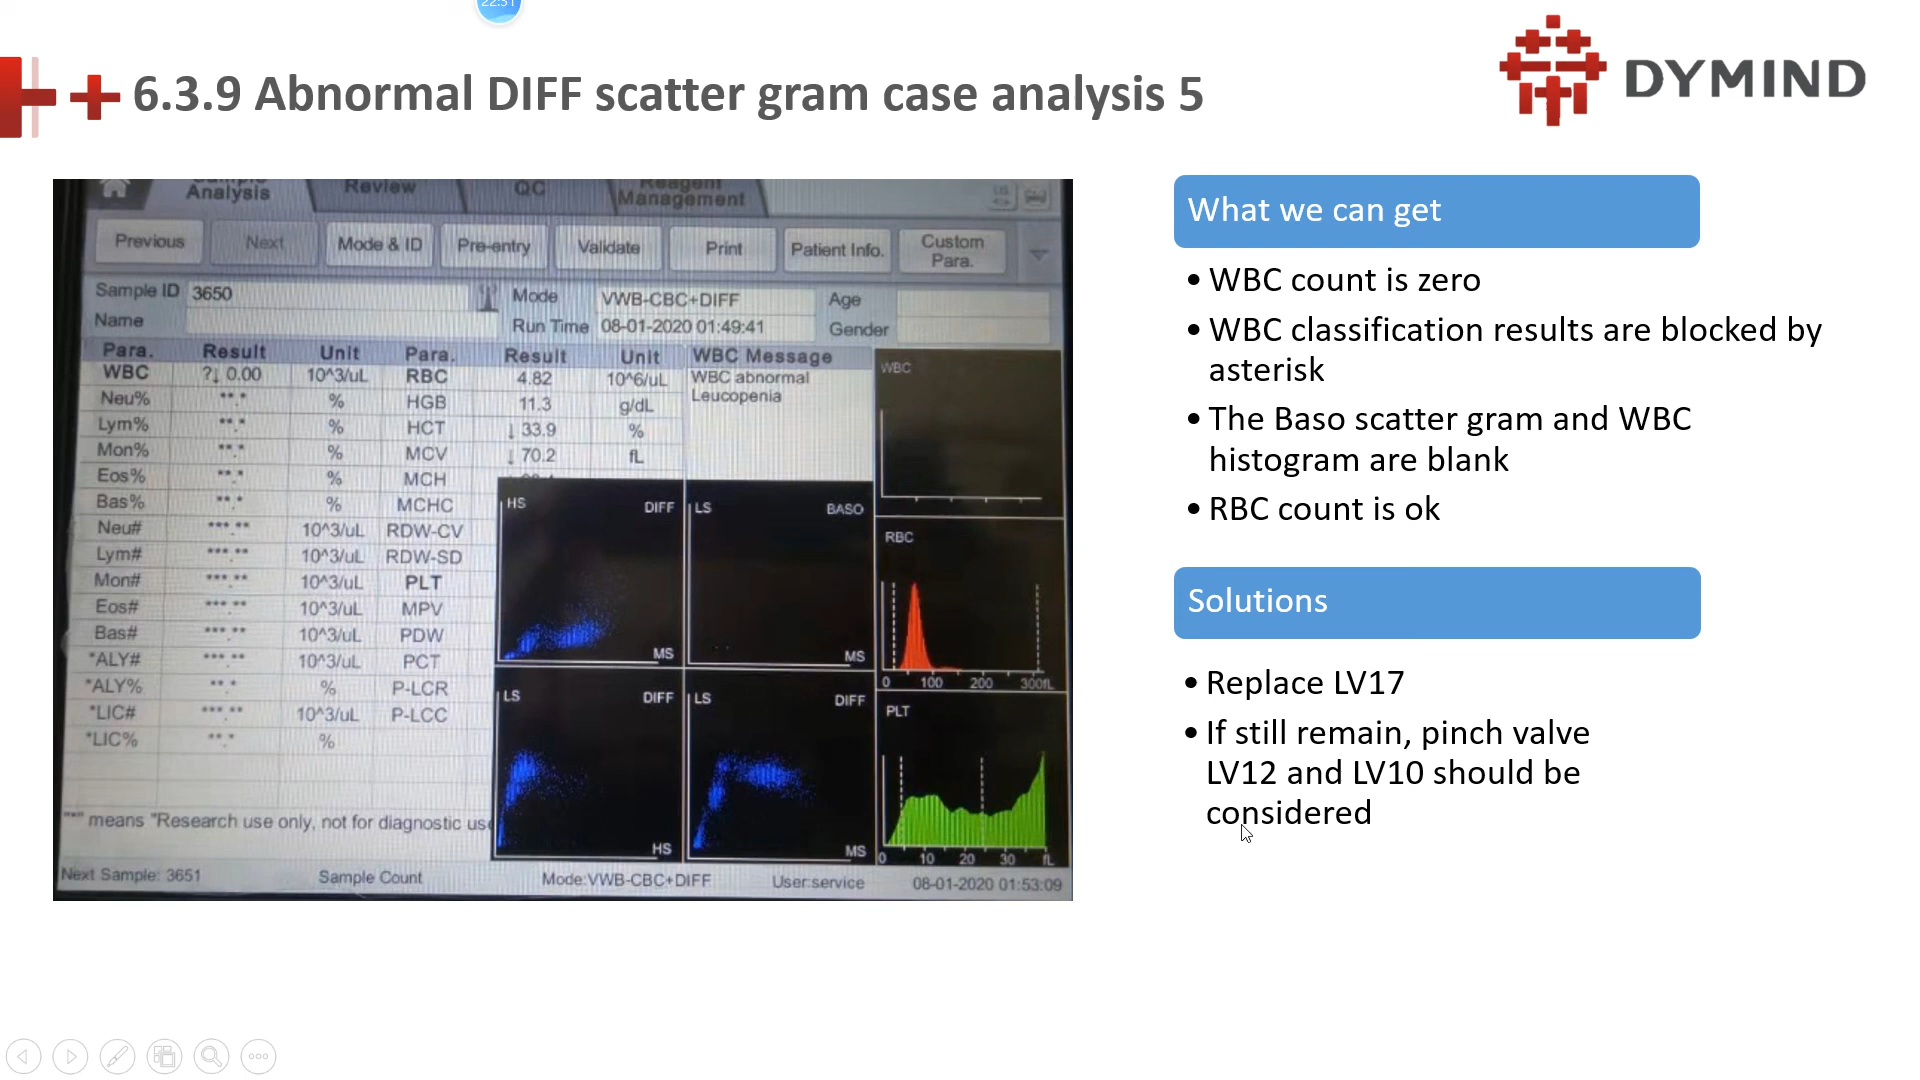 22:51
6.3.9 Abnormal DIFF scatter gram case analysis 5
DYMIND
Sample Analysis
Review
QC
Reagent Management
Previous
Next
Mode & ID
Pre-entry
Validate
Print
Patient Info.
Custom Para.
Sample ID 3650
Mode VWB-CBC+DIFF
Age
Name
Run Time 08-01-2020 01:49:41
Gender
Para. Result Unit Para. Result Unit WBC Message
WBC ?↓ 0.00 10^3/uL RBC 4.82 10^6/uL WBC abnormal
Leucopenia
Neu% **.* % HGB 11.3 g/dL
Lym% **.* % HCT ↓ 33.9 %
Mon% **.* % MCV ↓ 70.2 fL
Eos% **.* % MCH
Bas% **.* % MCHC
Neu# ***.** 10^3/uL RDW-CV
Lym# ***.** 10^3/uL RDW-SD
Mon# ***.** 10^3/uL PLT
Eos# ***.** 10^3/uL MPV
Bas# ***.** 10^3/uL PDW
*ALY# ***.** 10^3/uL PCT
*ALY% **.* % P-LCR
*LIC# ***.** 10^3/uL P-LCC
*LIC% **.* %
HS DIFF MS
LS BASO MS
LS DIFF HS
LS DIFF MS
WBC
RBC
0 100 200 300fL
PLT
0 10 20 30 fL
"*" means "Research use only, not for diagnostic
Next Sample: 3651
Sample Count
Mode:VWB-CBC+DIFF
User:service
08-01-2020 01:53:09
What we can get
• WBC count is zero
• WBC classification results are blocked by
asterisk
• The Baso scatter gram and WBC
histogram are blank
• RBC count is ok
Solutions
• Replace LV17
• If still remain, pinch valve
LV12 and LV10 should be
considered